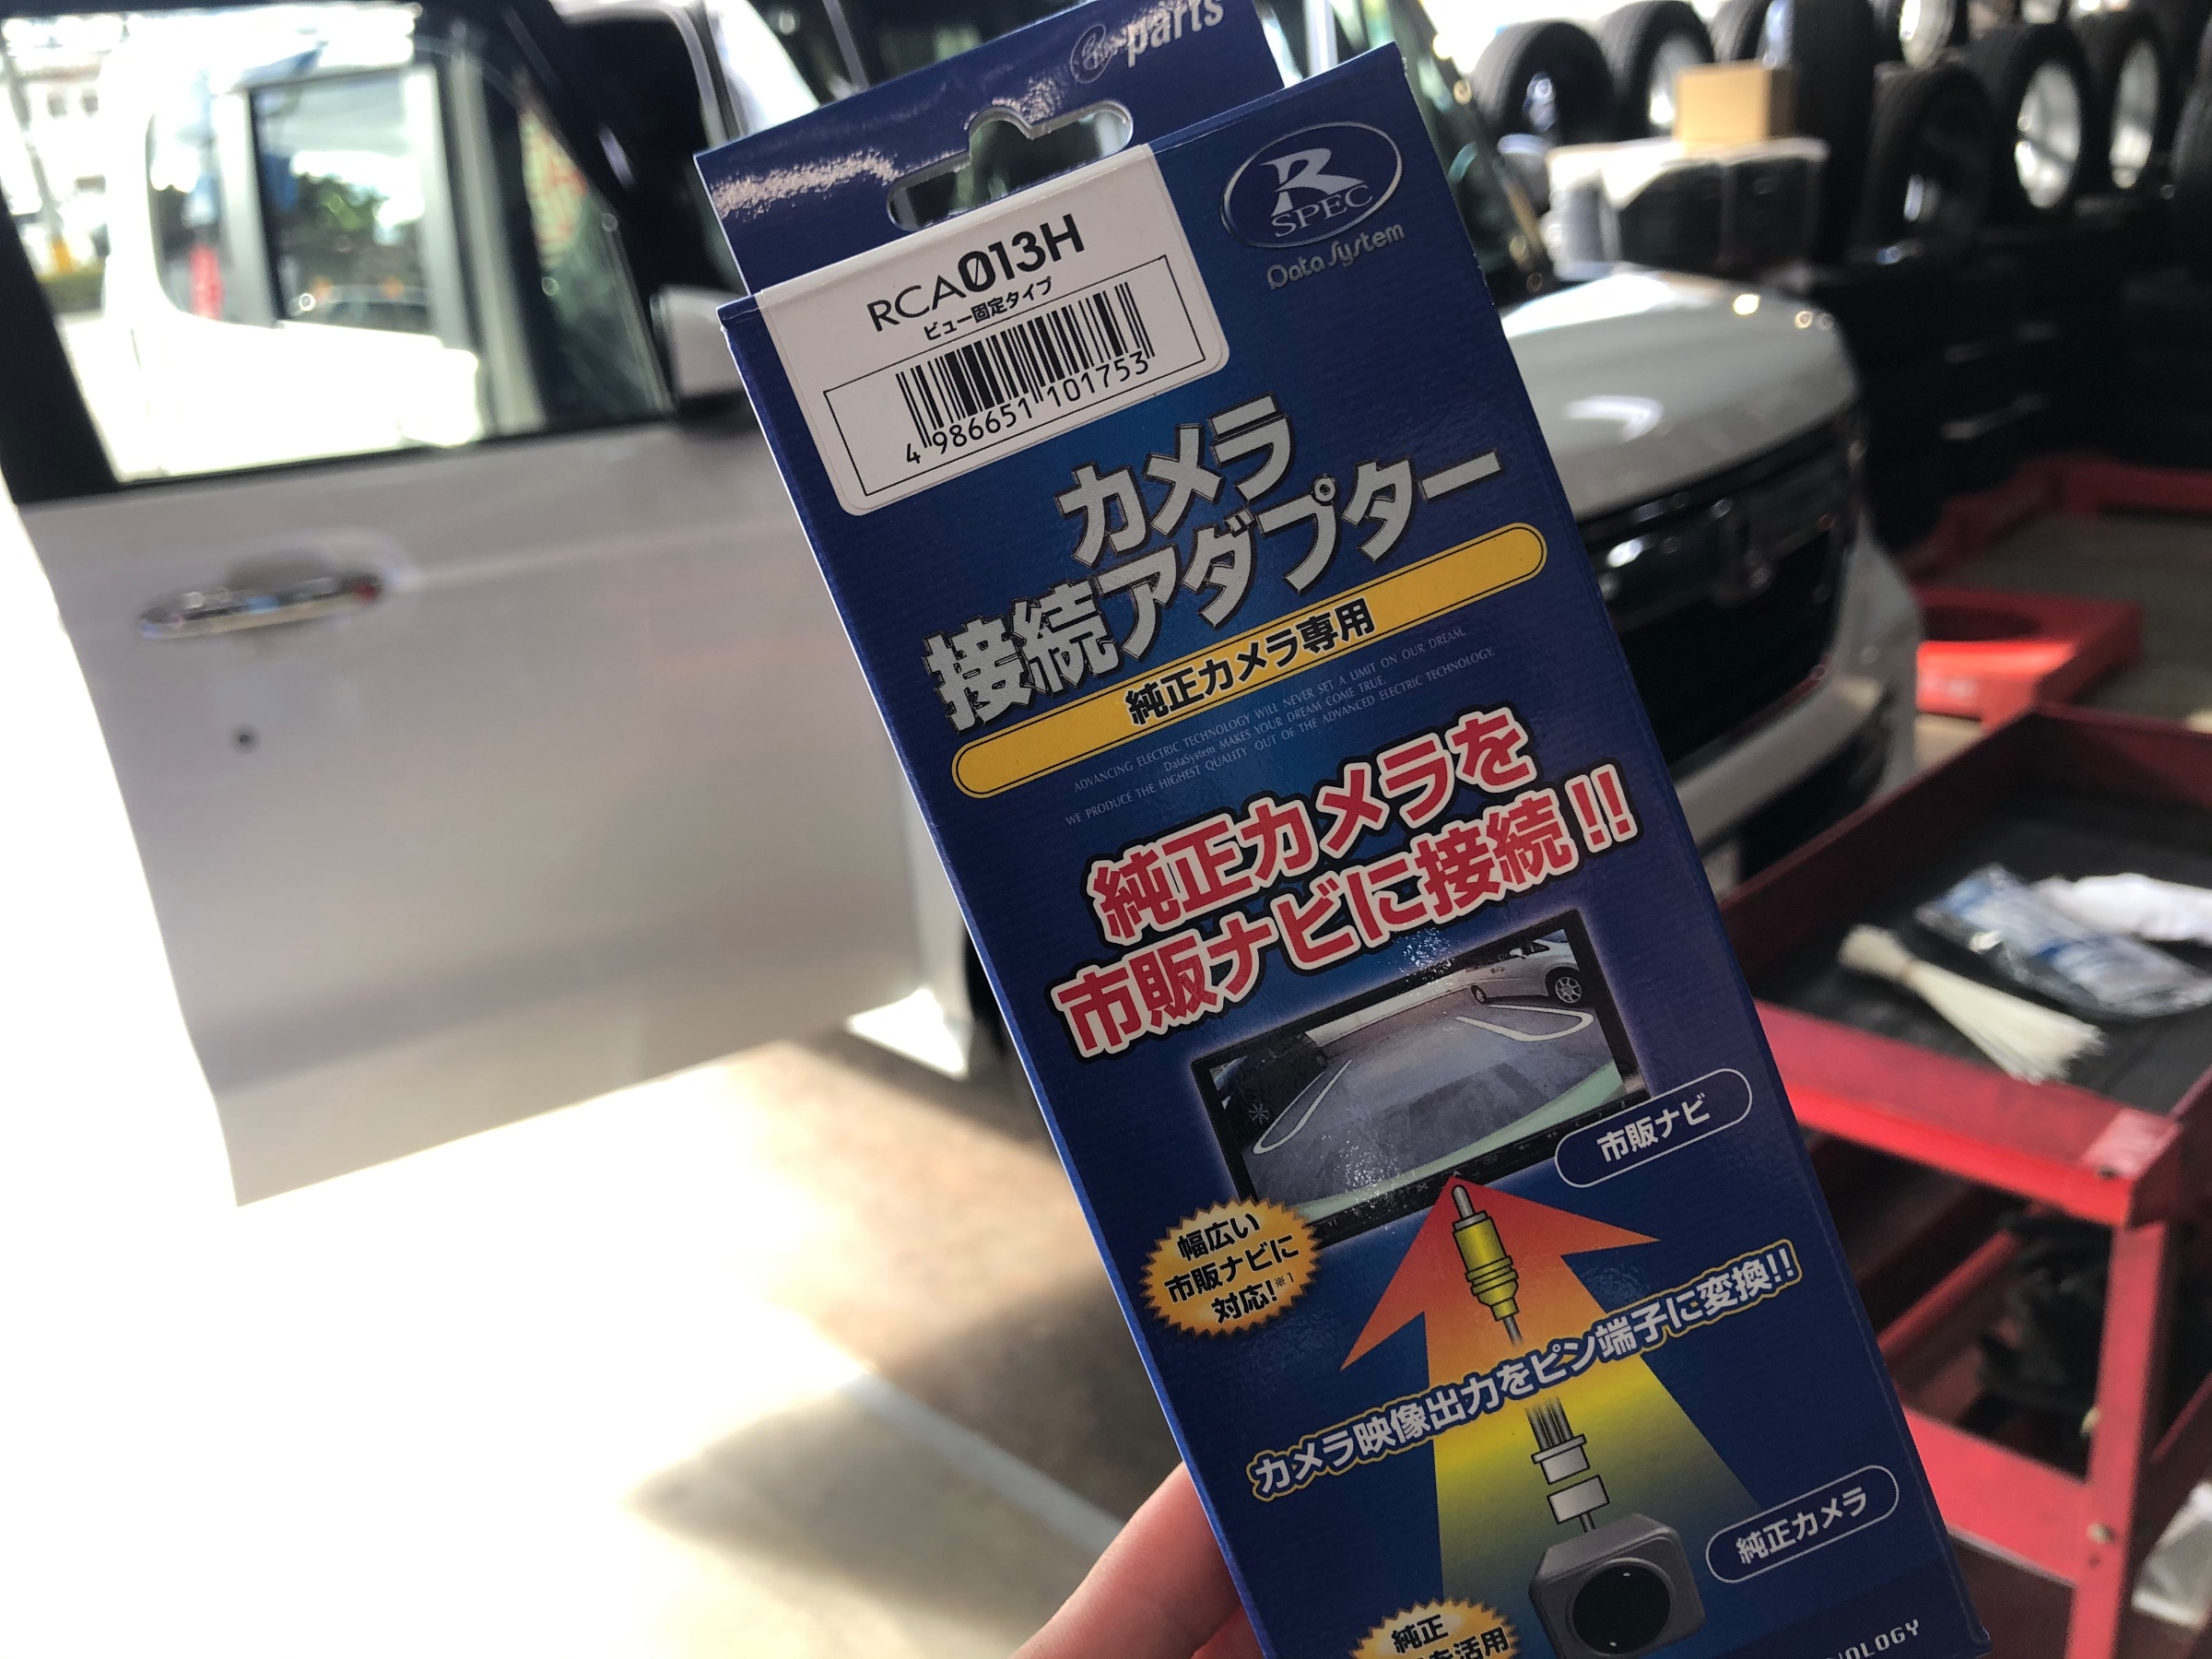 parts
R
SPEC
Data System
RCA013H
ビュー固定タイプ
4 986651 101753
カメラ
接続アダプター
純正カメラ専用
ADVANCING ELECTRIC TECHNOLOGY WILL NEVER SET A LIMIT ON OUR DREAM.
DataSystem MAKES YOUR DREAM COME TRUE.
WE PRODUCE THE HIGHEST QUALITY OUT OF THE ADVANCED ELECTRIC TECHNOLOGY.
純正カメラを
市販ナビに接続!!
市販ナビ
幅広い
市販ナビに
対応!※1
カメラ映像出力をピン端子に変換!!
純正カメラ
純正
を活用
NOLOGY